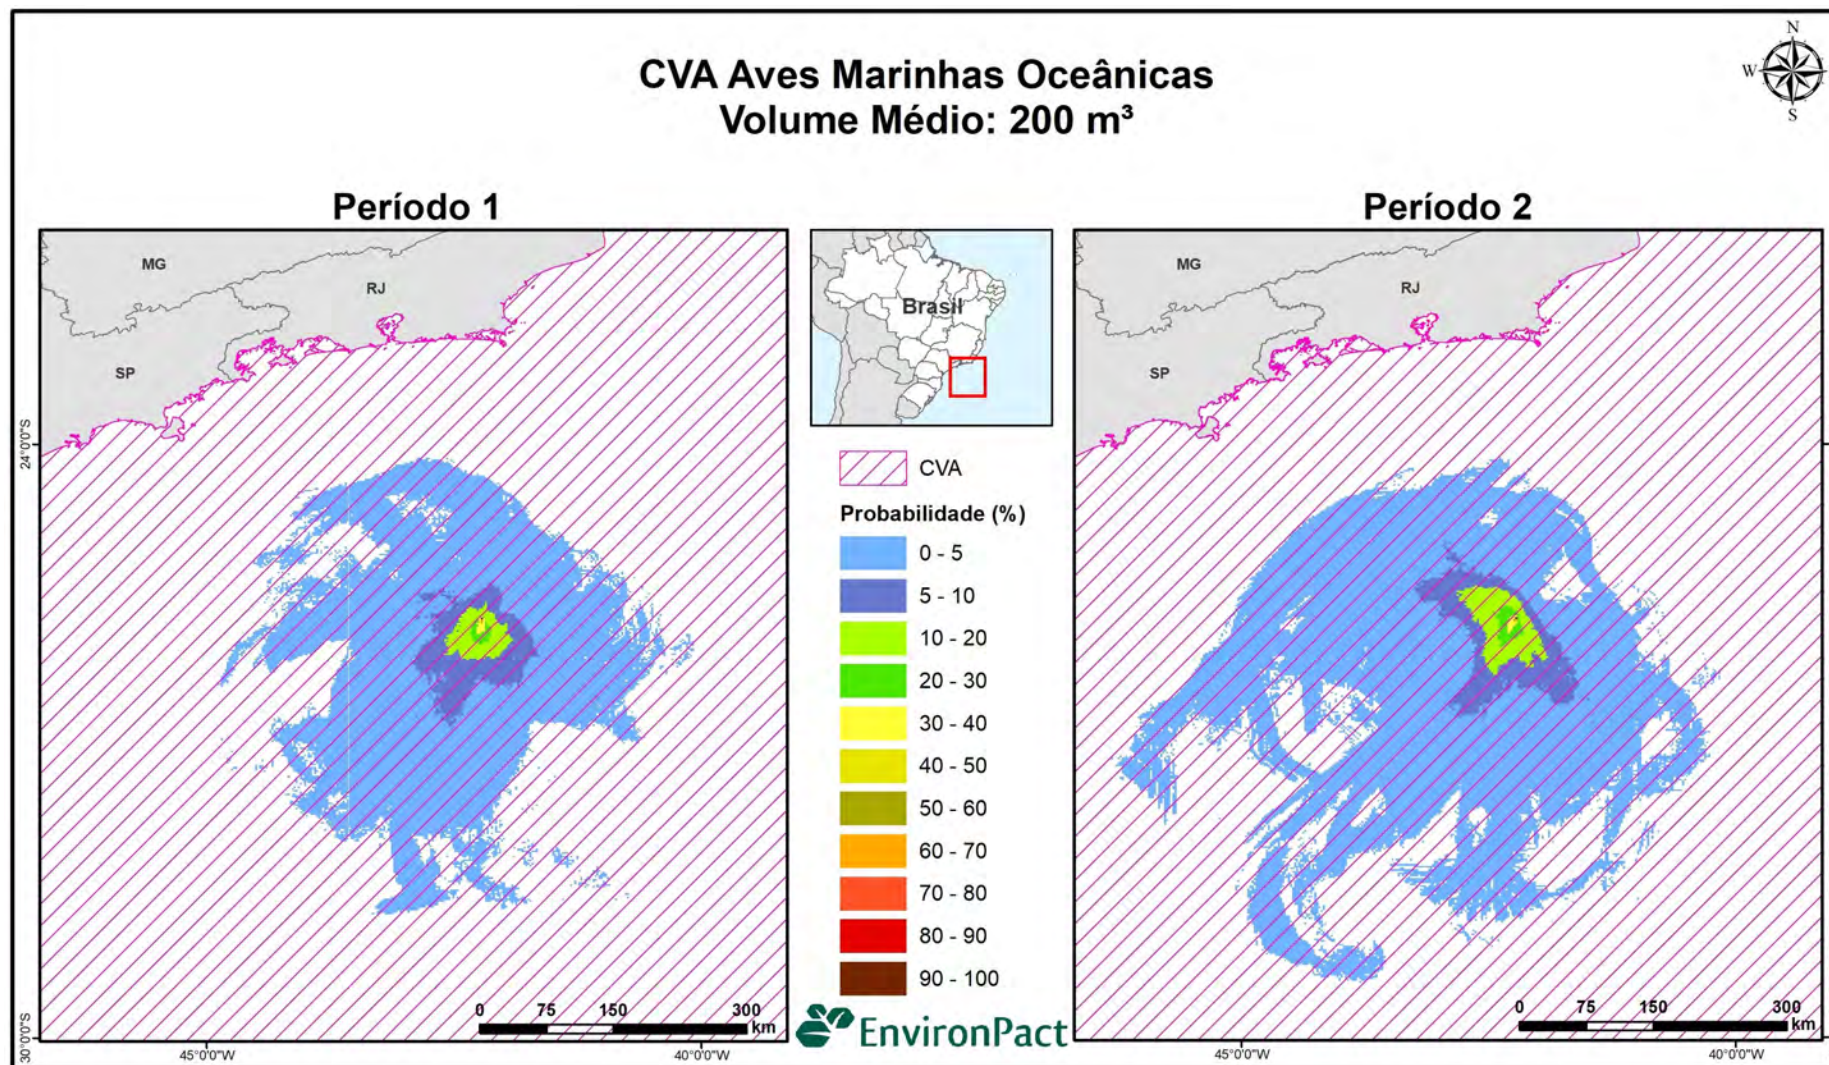 CVA Aves Marinhas Oceânicas
Volume Médio: 200 m³
N
W
S
Período 1
MG
RJ
SP
24°0'0"S
30°0'0"S
45°0'0"W
40°0'0"W
0 75 150 300
km
Brasil
CVA
Probabilidade (%)
0 - 5
5 - 10
10 - 20
20 - 30
30 - 40
40 - 50
50 - 60
60 - 70
70 - 80
80 - 90
90 - 100
EnvironPact
Período 2
MG
RJ
SP
45°0'0"W
40°0'0"W
0 75 150 300
km